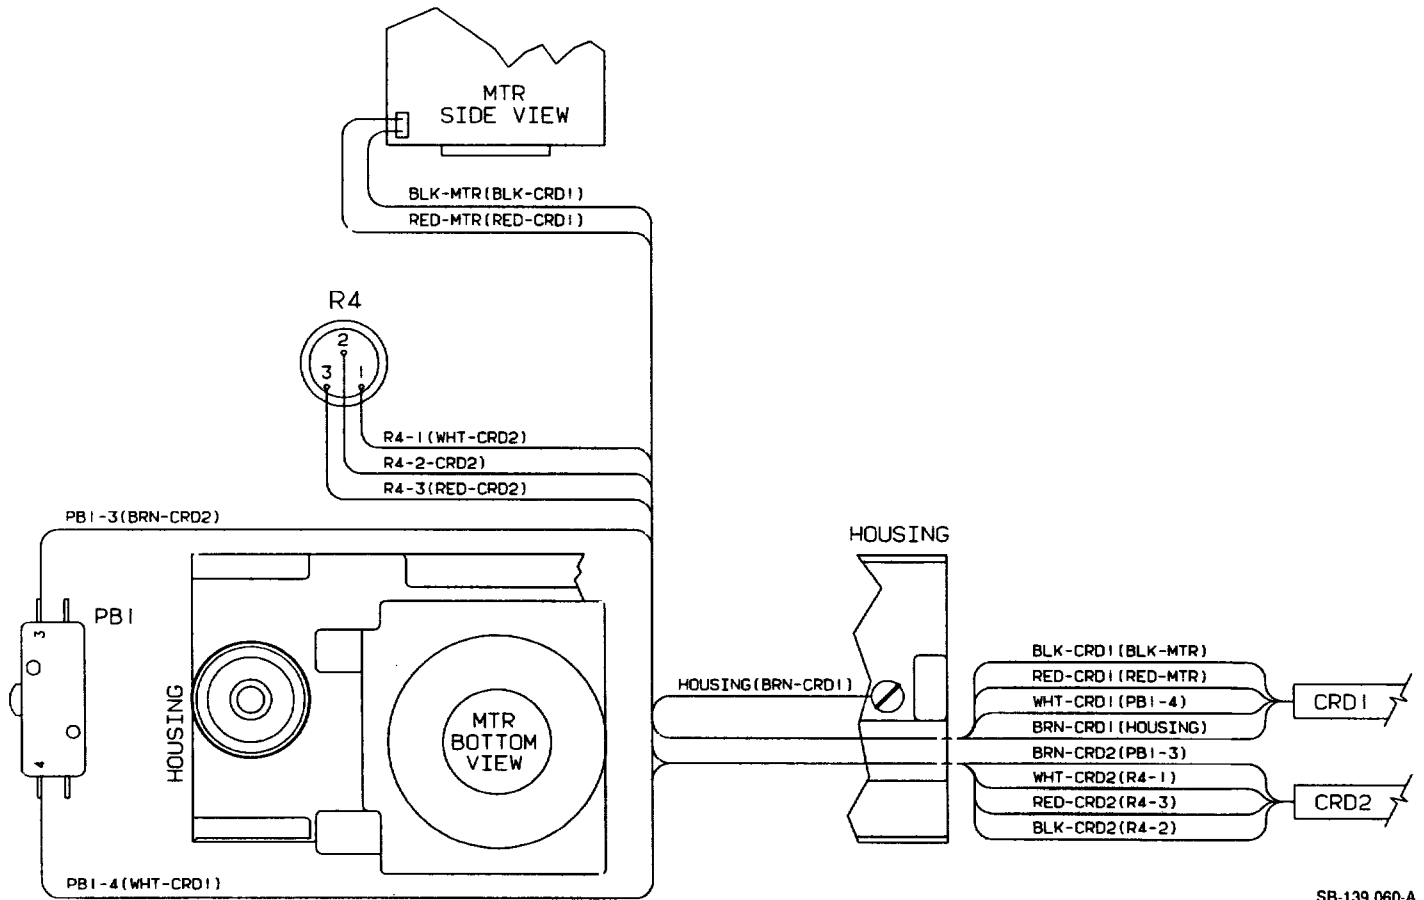 MTR
SIDE VIEW
BLK-MTR(BLK-CRD1)
RED-MTR(RED-CRD1)
R4
2
3 1
R4-1(WHT-CRD2)
R4-2-CRD2)
R4-3(RED-CRD2)
PB1-3(BRN-CRD2)
HOUSING
PB1
3
4
HOUSING
MTR
BOTTOM
VIEW
HOUSING(BRN-CRD1)
BLK-CRD1(BLK-MTR)
RED-CRD1(RED-MTR)
WHT-CRD1(PB1-4)
BRN-CRD1(HOUSING)
CRD1
BRN-CRD2(PB1-3)
WHT-CRD2(R4-1)
RED-CRD2(R4-3)
BLK-CRD2(R4-2)
CRD2
PB1-4(WHT-CRD1)
SB-139,060-A